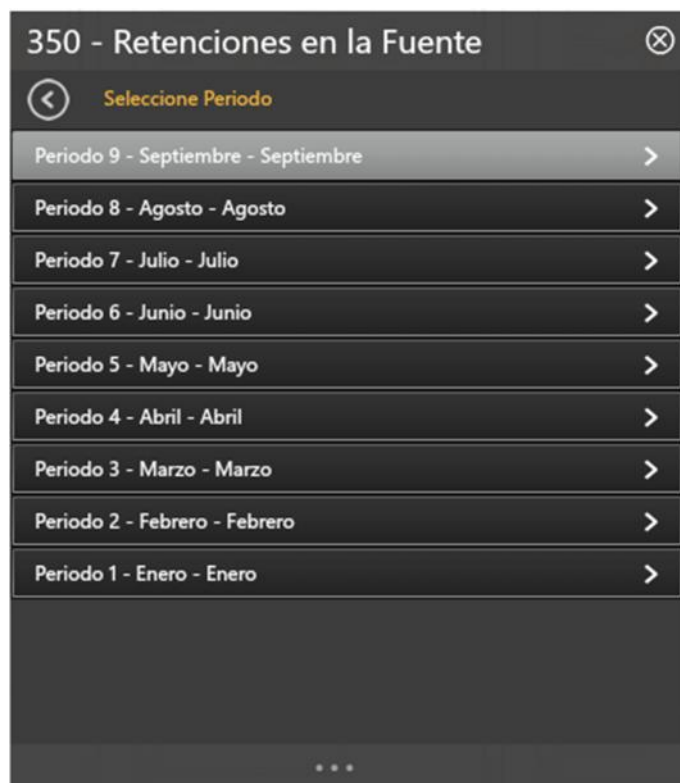 350 - Retenciones en la Fuente
Seleccione Periodo
Periodo 9 - Septiembre - Septiembre
Periodo 8 - Agosto - Agosto
Periodo 7 - Julio - Julio
Periodo 6 - Junio - Junio
Periodo 5 - Mayo - Mayo
Periodo 4 - Abril - Abril
Periodo 3 - Marzo - Marzo
Periodo 2 - Febrero - Febrero
Periodo 1 - Enero - Enero